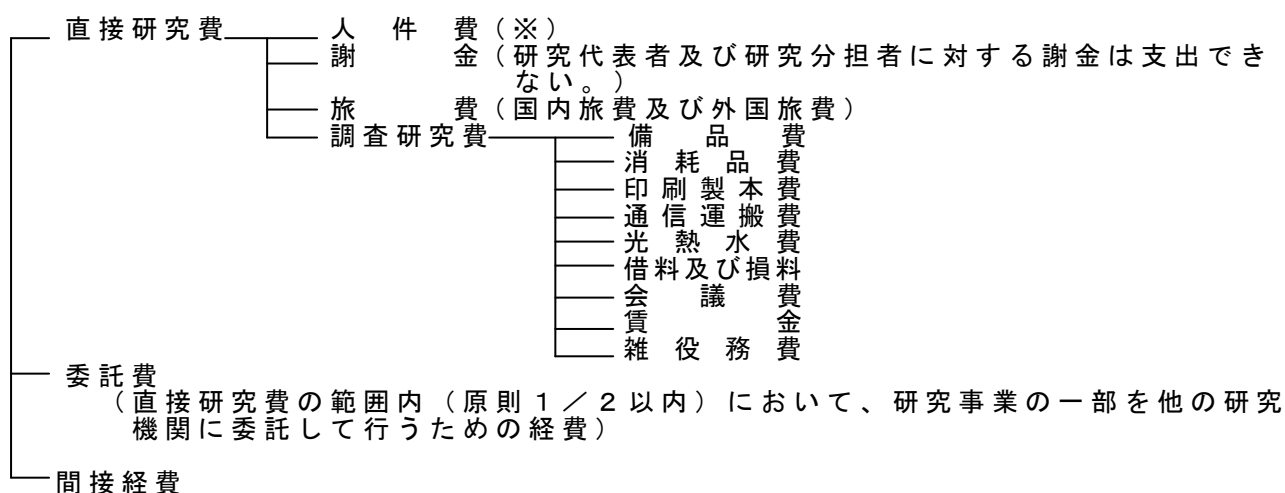 直接研究費 人件費(※)
謝金(研究代表者及び研究分担者に対する謝金は支出でき
ない。)
旅費(国内旅費及び外国旅費)
調査研究費 備品費
消耗品費
印刷製本費
通信運搬費
光熱水費
借料及び損料
会議費
賃金
雑役務費
委託費
(直接研究費の範囲内(原則1/2以内)において、研究事業の一部を他の研究
機関に委託して行うための経費)
間接経費